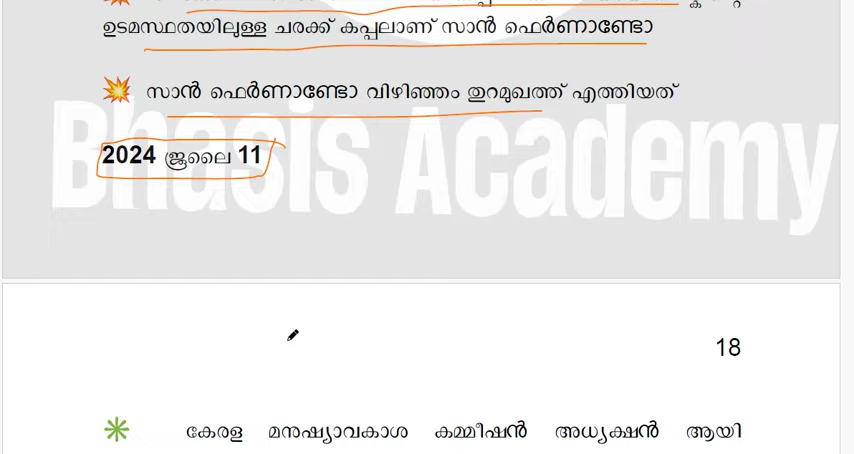 ഉടമസ്ഥതയിലുള്ള ചരക്ക് കപ്പലാണ് സാൻ ഫെർണാണ്ടോ
💥 സാൻ ഫെർണാണ്ടോ വിഴിഞ്ഞം തുറമുഖത്ത് എത്തിയത്
2024 ജൂലൈ 11
Bhasis Academy
18
✳ കേരള മനുഷ്യാവകാശ കമ്മീഷൻ അധ്യക്ഷൻ ആയി